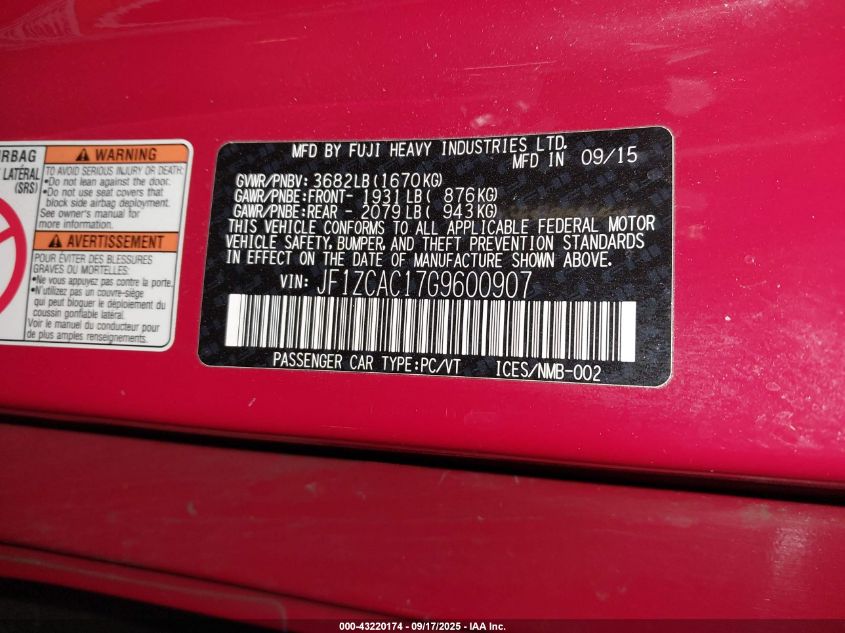 IRBAG
LATÉRAL
(SRS)
WARNING
TO AVOID SERIOUS INJURY OR DEATH:
•Do not lean against the door.
•Do not use seat covers that
block side airbag deployment.
See owner's manual for
more information.
AVERTISSEMENT
POUR ÉVITER DES BLESSURES
GRAVES OU MORTELLES:
•Ne vous appuyez pas contre la porte.
•N'utilisez pas de couvre-siège
qui peut bloquer le déploiement du
coussin gonflable latéral.
Voir le manuel du conducteur pour
de plus amples renseignements.
MFD BY FUJI HEAVY INDUSTRIES LTD.
MFD IN 09/15
GVWR/PNBV: 3682LB(1670KG)
GAWR/PNBE:FRONT- 1931LB( 876KG)
GAWR/PNBE:REAR - 2079LB( 943KG)
THIS VEHICLE CONFORMS TO ALL APPLICABLE FEDERAL MOTOR
VEHICLE SAFETY, BUMPER, AND THEFT PREVENTION STANDARDS
IN EFFECT ON THE DATE OF MANUFACTURE SHOWN ABOVE.
VIN: JF1ZCAC17G9600907
PASSENGER CAR TYPE:PC/VT ICES/NMB-002
000-43220174 - 09/17/2025 - IAA Inc.